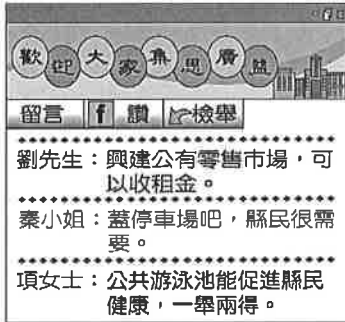 歡迎大家集思廣益
留言 f 讚 檢舉
劉先生：興建公有零售市場，可
以收租金。
秦小姐：蓋停車場吧，縣民很需
要。
項女士：公共游泳池能促進縣民
健康，一舉兩得。